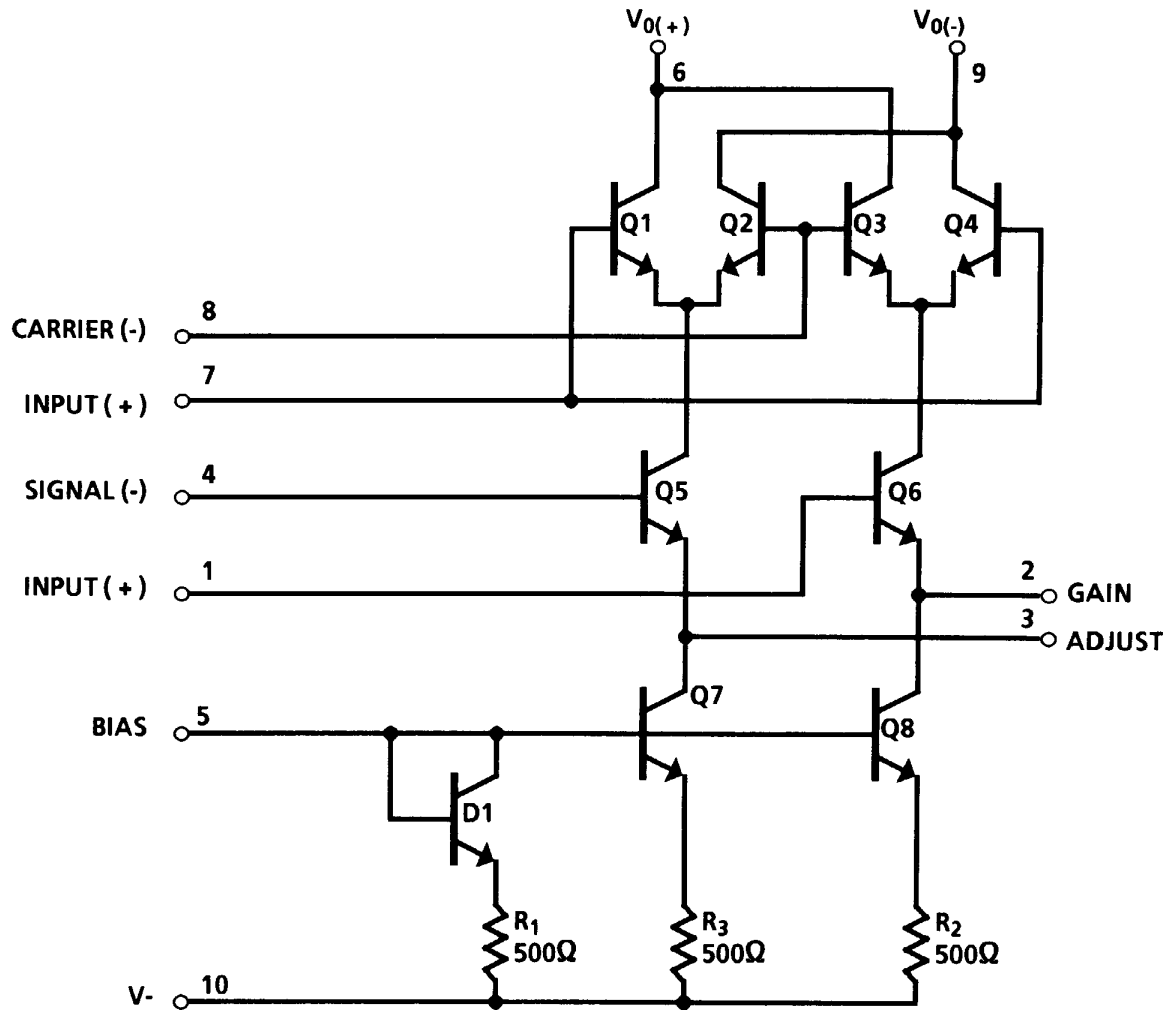 V0(+)
V0(-)
6
9
Q1
Q2
Q3
Q4
8
CARRIER (-)
7
INPUT (+)
4
SIGNAL (-)
Q5
Q6
1
INPUT (+)
2
GAIN
3
ADJUST
Q7
5
BIAS
Q8
D1
R1
500Ω
R3
500Ω
R2
500Ω
10
V-